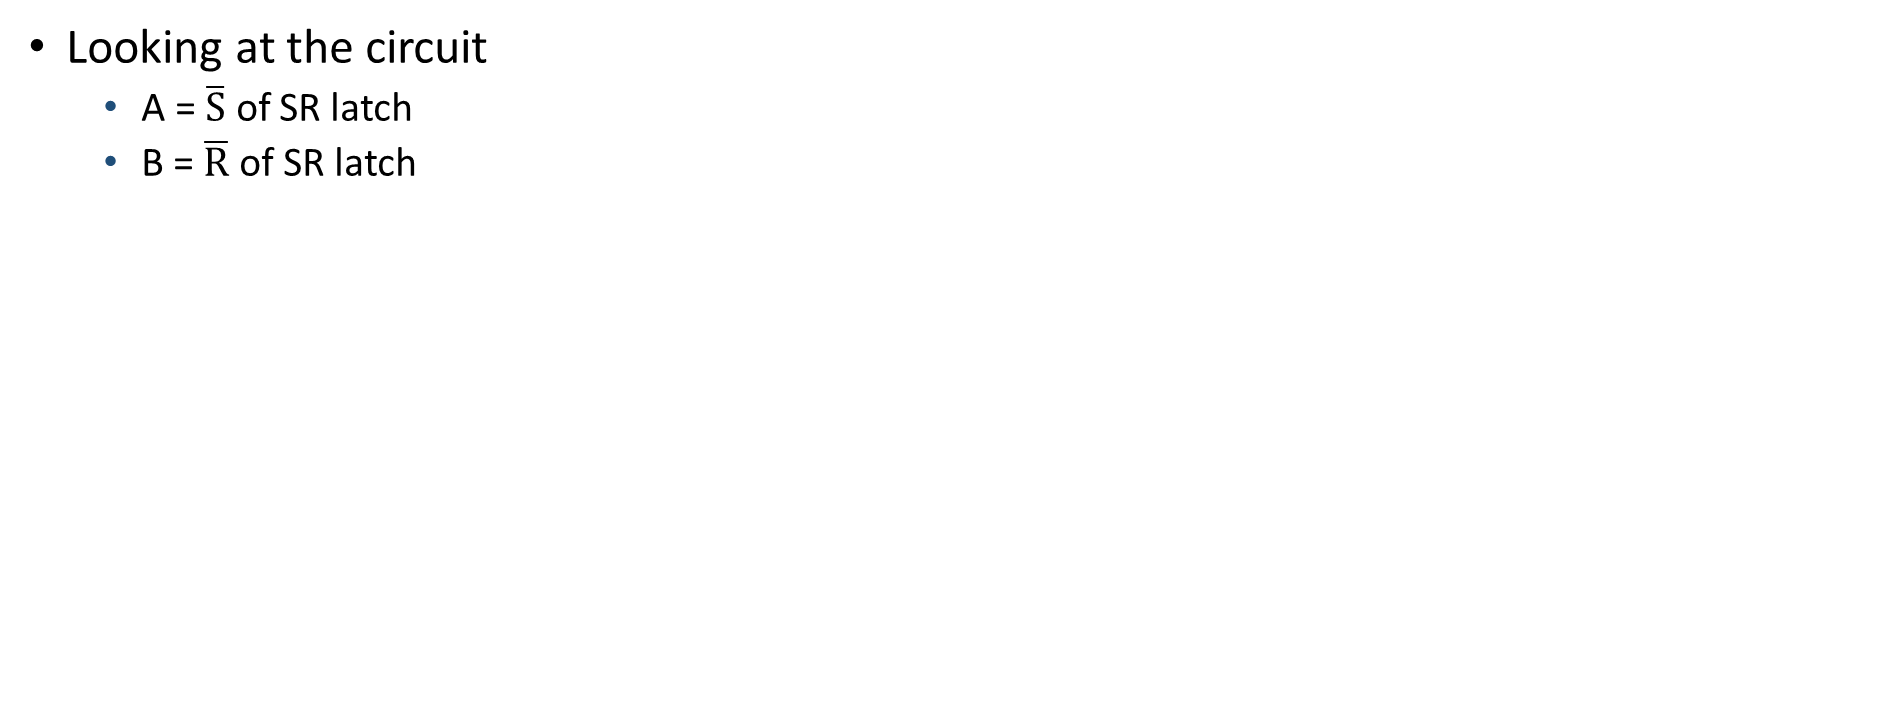 • Looking at the circuit
• A = S̅ of SR latch
• B = R̅ of SR latch